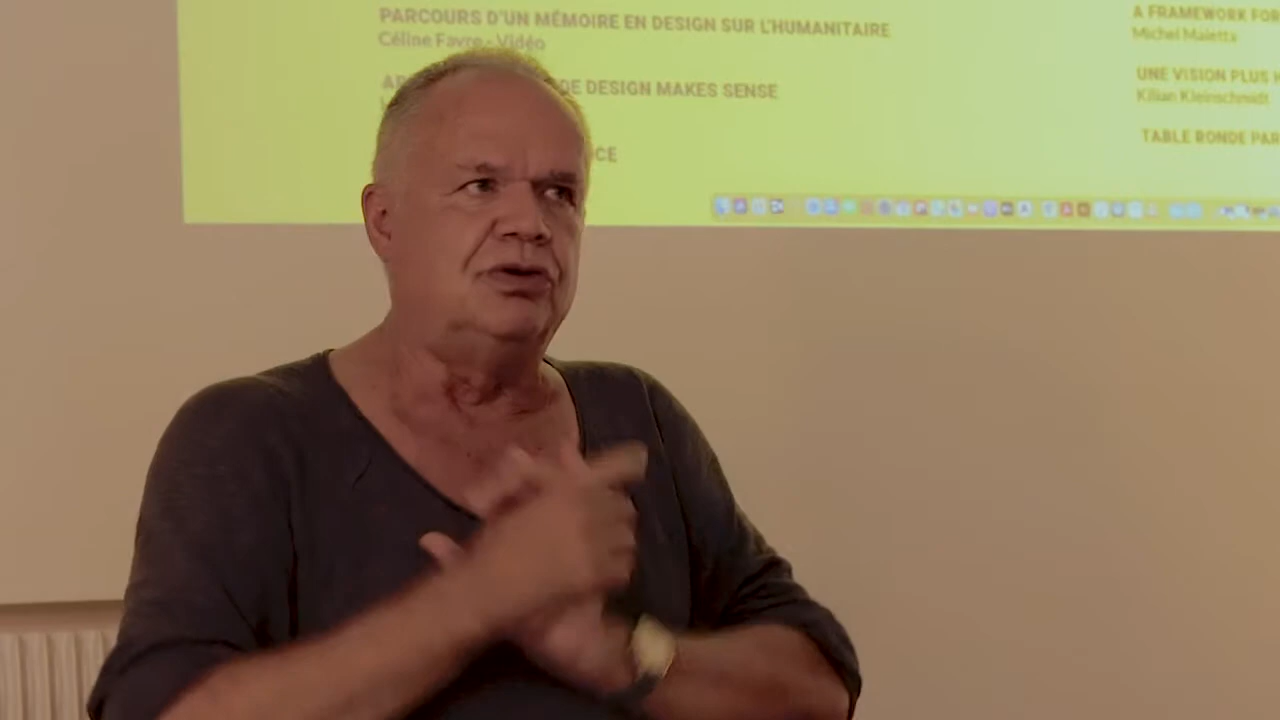 PARCOURS D'UN MÉMOIRE EN DESIGN SUR L'HUMANITAIRE
Céline Favre - Vidéo
DE DESIGN MAKES SENSE
A FRAMEWORK FOR
Michel Maietta
UNE VISION PLUS
Kilian Kleinschmidt
TABLE RONDE PAR